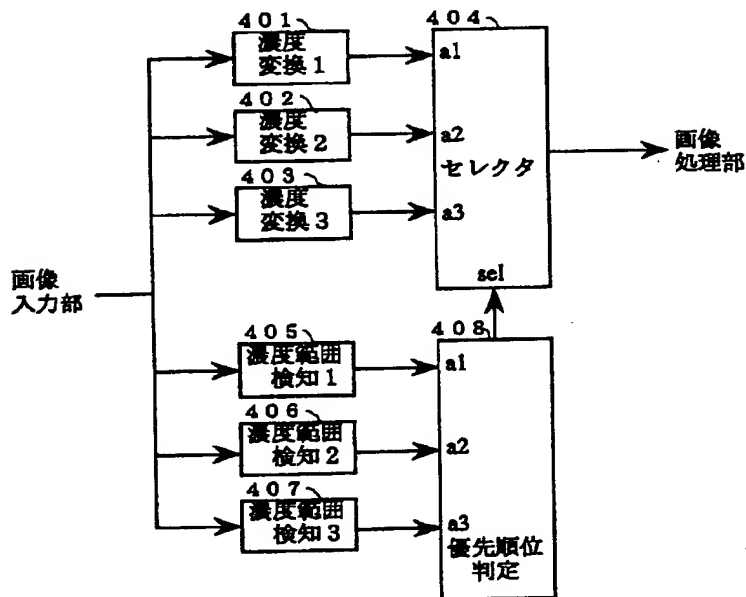 401
濃度
変換1
402
濃度
変換2
403
濃度
変換3
404
a1
a2
セレクタ
a3
sel
画像
処理部
画像
入力部
405
濃度範囲
検知1
406
濃度範囲
検知2
407
濃度範囲
検知3
408
a1
a2
a3
優先順位
判定